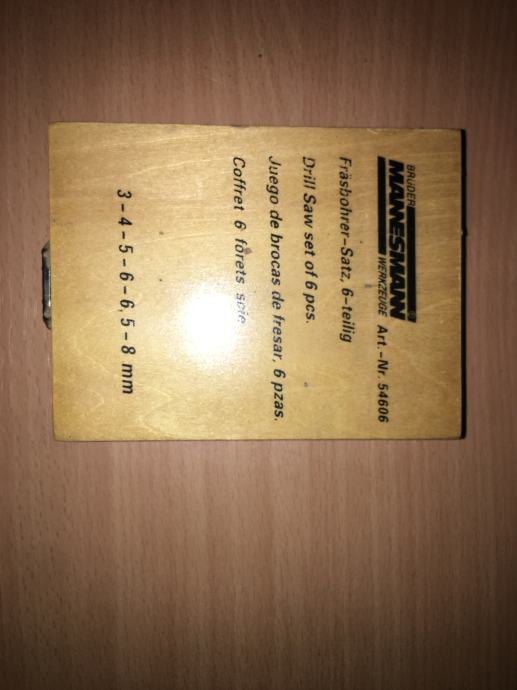 BRÜDER
MANNESMANN®
WERKZEUGE Art.-Nr. 54606
Fräsbohrer-Satz, 6-teilig
Drill Saw set of 6 pcs.
Juego de brocas de fresar, 6 pzas.
Coffret 6 forets scie
3-4-5-6-6,5-8 mm